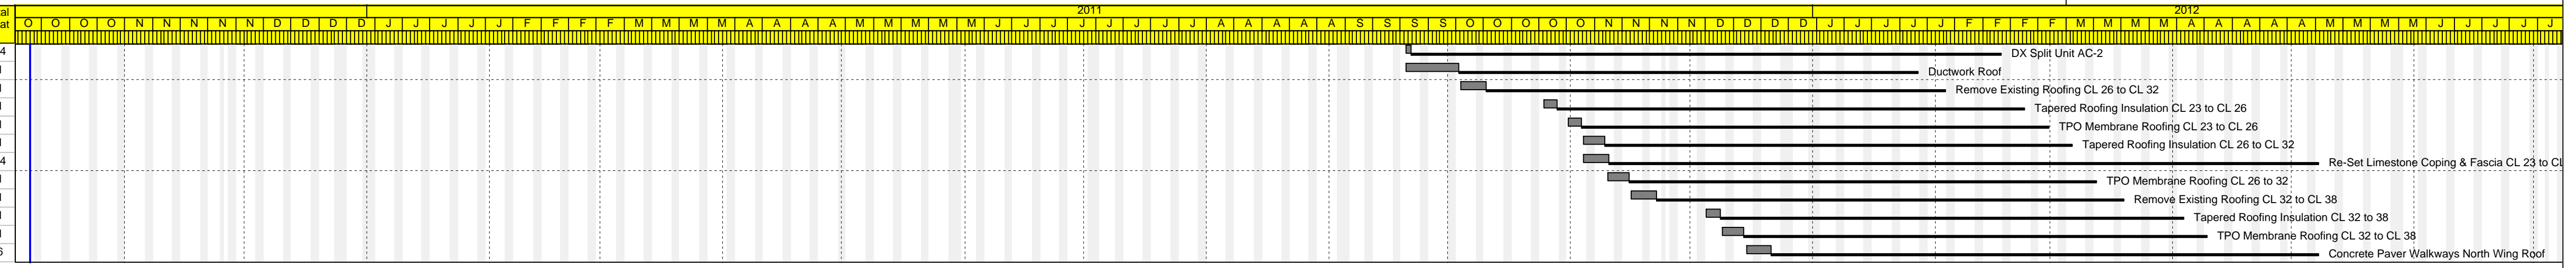 tal
at
2011
2012
O O O O N N N N D D D D J J J J J F F F F M M M M A A A A M M M M M J J J J J J J J A A A A A S S S S O O O O O N N N N D D D D J J J J J F F F F M M M M A A A A M M M M M J J J J
4
DX Split Unit AC-2
Ductwork Roof
Remove Existing Roofing CL 26 to CL 32
Tapered Roofing Insulation CL 23 to CL 26
TPO Membrane Roofing CL 23 to CL 26
Tapered Roofing Insulation CL 26 to CL 32
4
Re-Set Limestone Coping & Fascia CL 23 to CL
TPO Membrane Roofing CL 26 to 32
Remove Existing Roofing CL 32 to CL 38
Tapered Roofing Insulation CL 32 to 38
TPO Membrane Roofing CL 32 to CL 38
Concrete Paver Walkways North Wing Roof